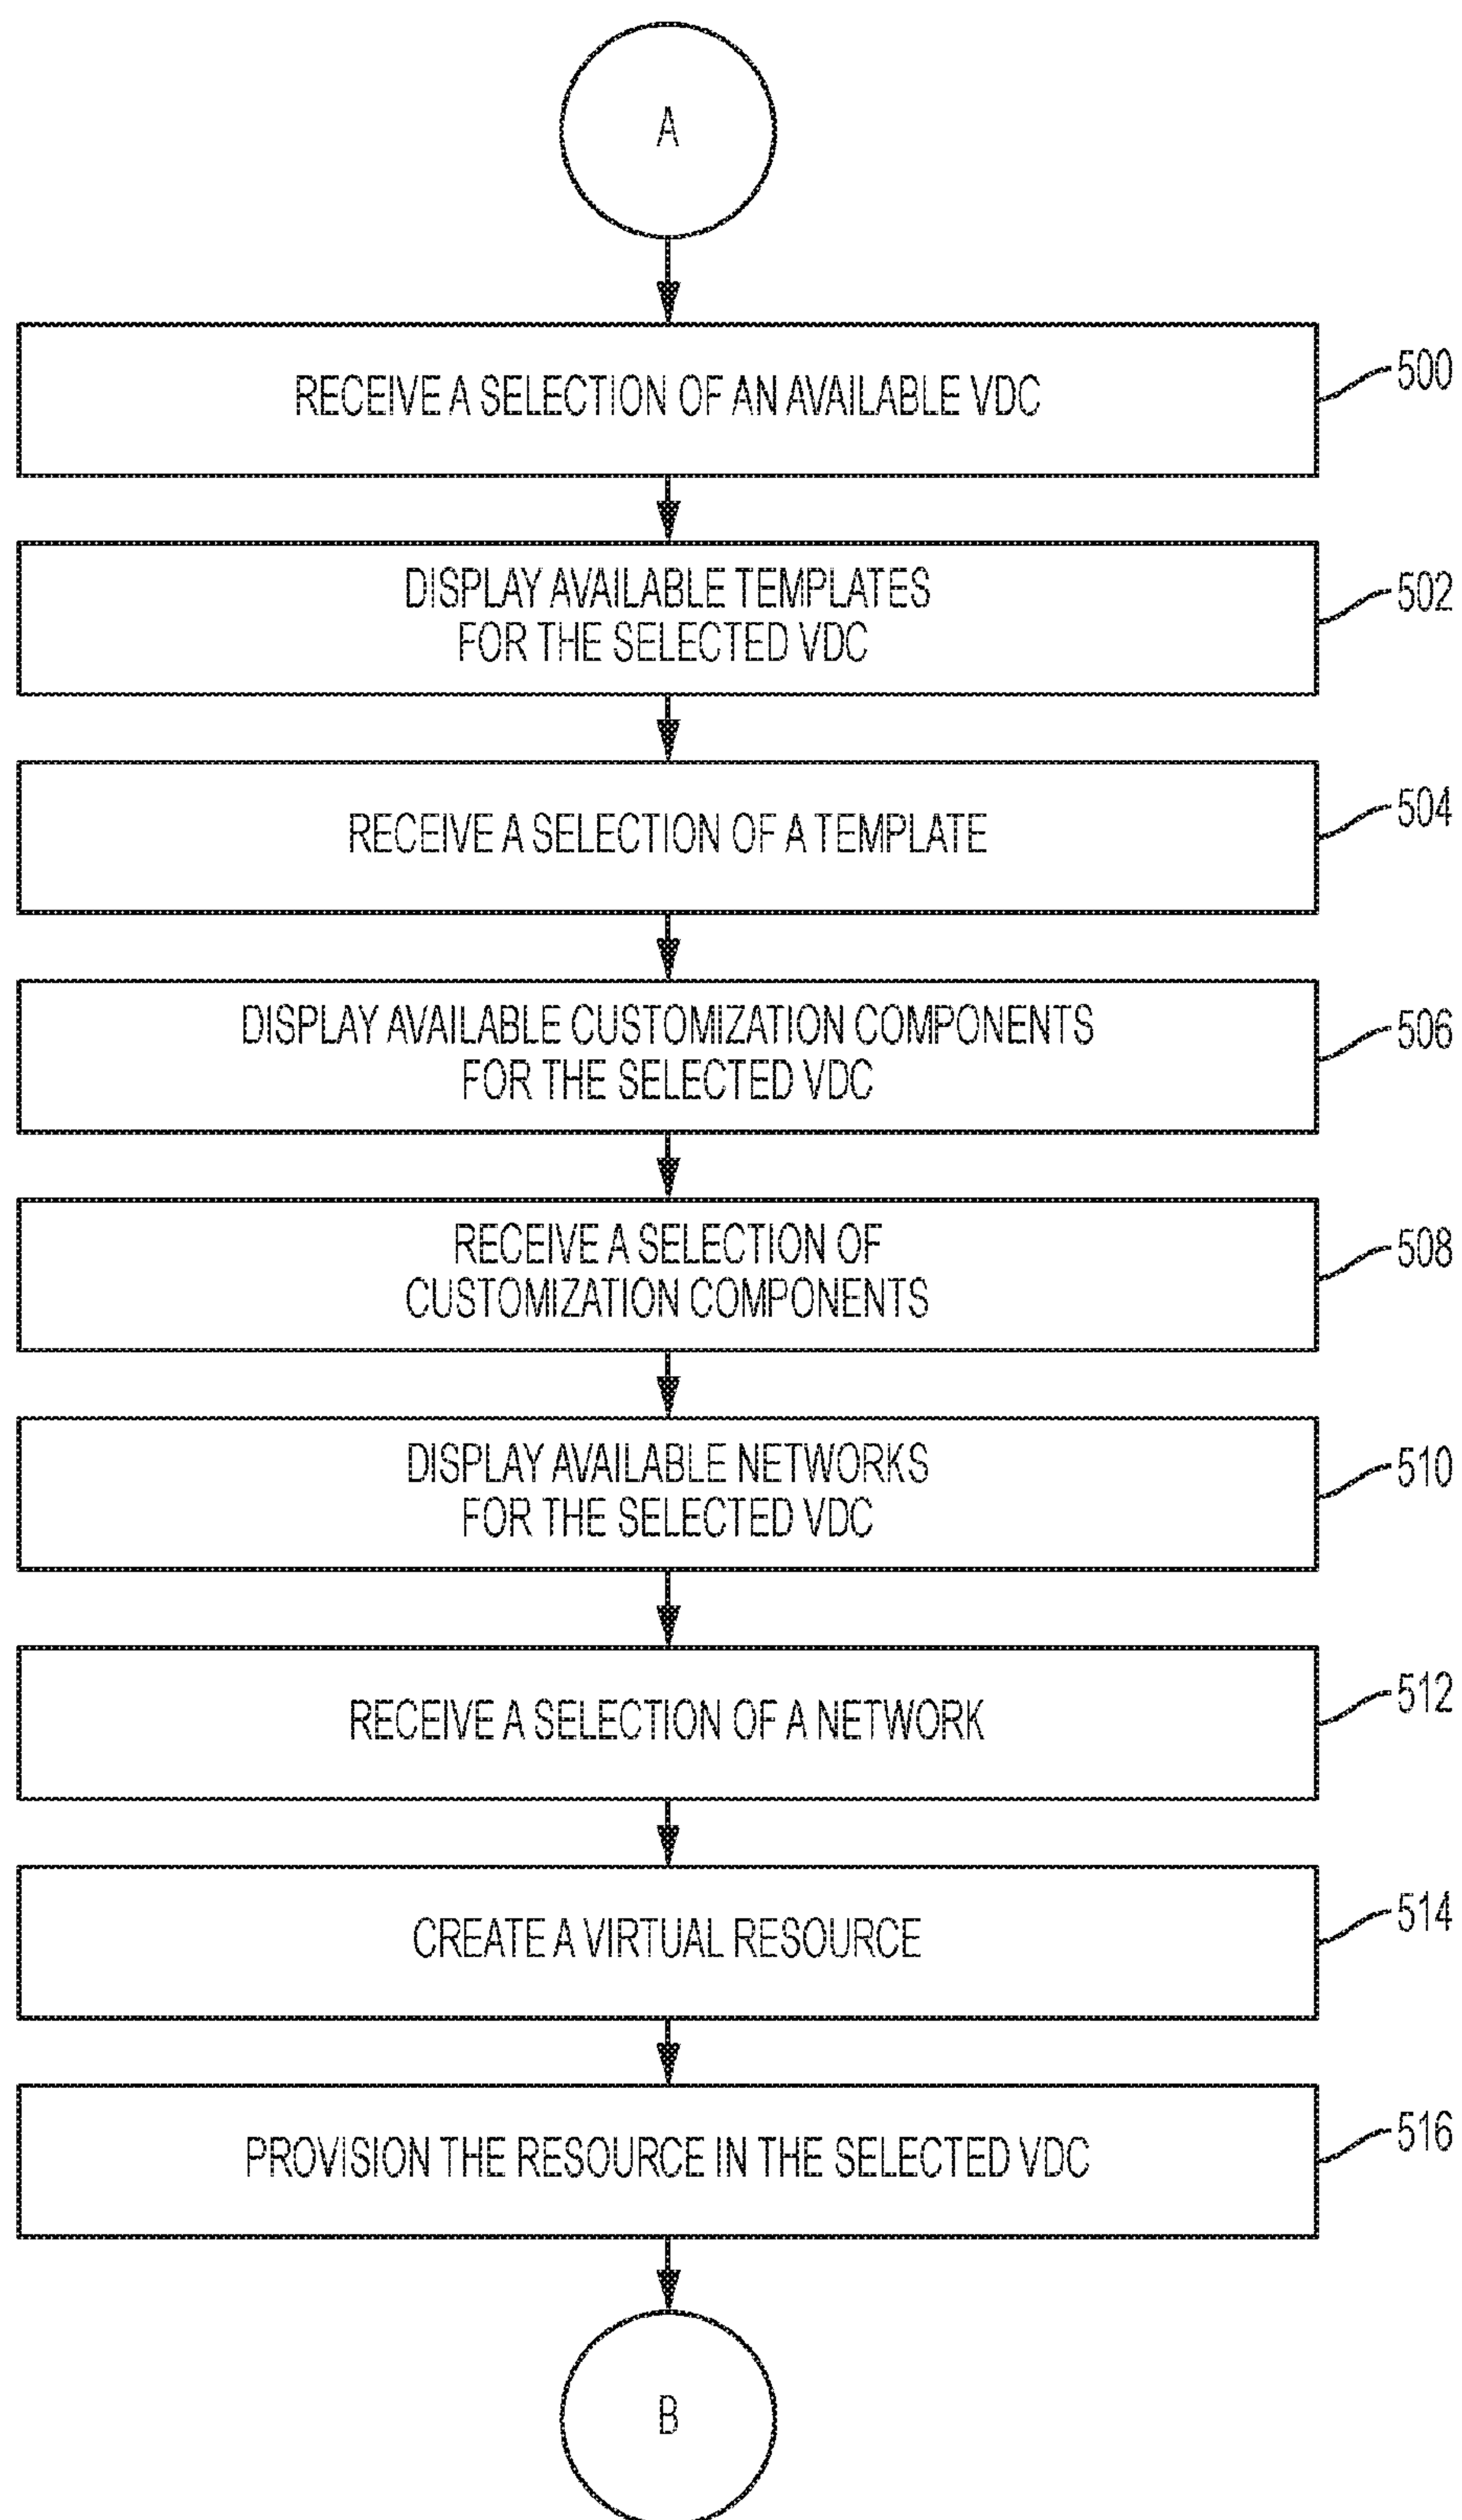 A
RECEIVE A SELECTION OF AN AVAILABLE VDC
500
DISPLAY AVAILABLE TEMPLATES
FOR THE SELECTED VDC
502
RECEIVE A SELECTION OF A TEMPLATE
504
DISPLAY AVAILABLE CUSTOMIZATION COMPONENTS
FOR THE SELECTED VDC
506
RECEIVE A SELECTION OF
CUSTOMIZATION COMPONENTS
508
DISPLAY AVAILABLE NETWORKS
FOR THE SELECTED VDC
510
RECEIVE A SELECTION OF A NETWORK
512
CREATE A VIRTUAL RESOURCE
514
PROVISION THE RESOURCE IN THE SELECTED VDC
516
B